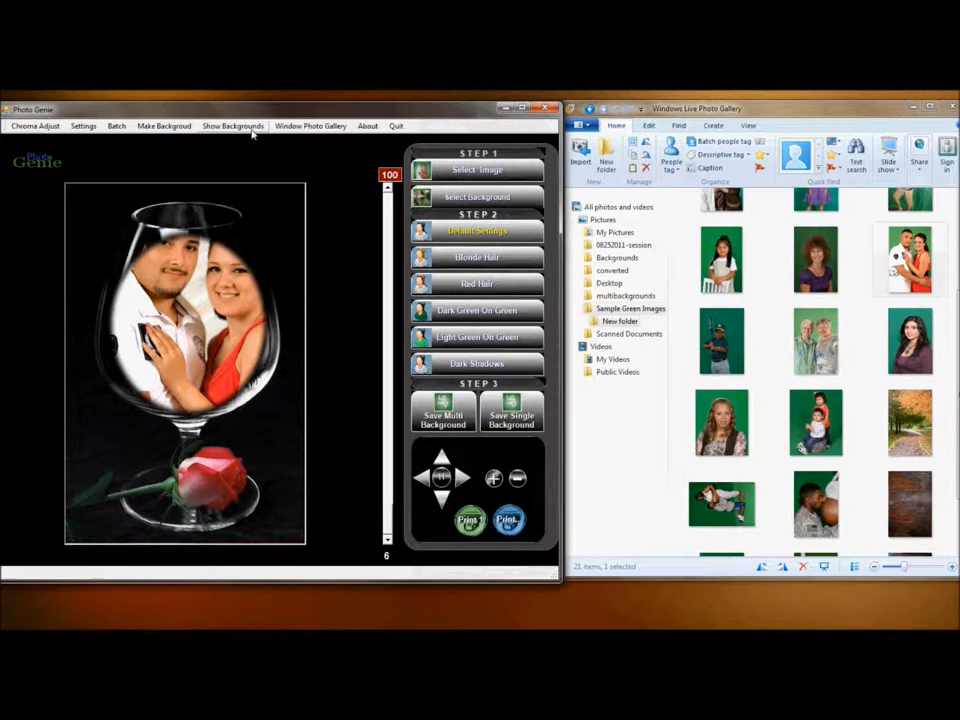 Photo Genie
Chroma Adjust Settings Batch Make Backgroud Show Backgrounds Window Photo Gallery About Quit
Photo
Genie
100
STEP 1
Select Image
Select Background
STEP 2
Default Settings
Blonde Hair
Red Hair
Dark Green On Green
Light Green On Green
Dark Shadows
STEP 3
Save Multi
Background
Save Single
Background
Print 1
Print...
6
Windows Live Photo Gallery
Home Edit Find Create View
Import
New
folder
New
Manage
People
tag
Batch people tag
Descriptive tag
Caption
Organize
Quick find
Text
search
Slide
show
Share
Sign
in
All photos and videos
Pictures
My Pictures
08252011-session
Backgrounds
converted
Desktop
multibackgrounds
Sample Green Images
New folder
Scanned Documents
Videos
My Videos
Public Videos
21 items, 1 selected